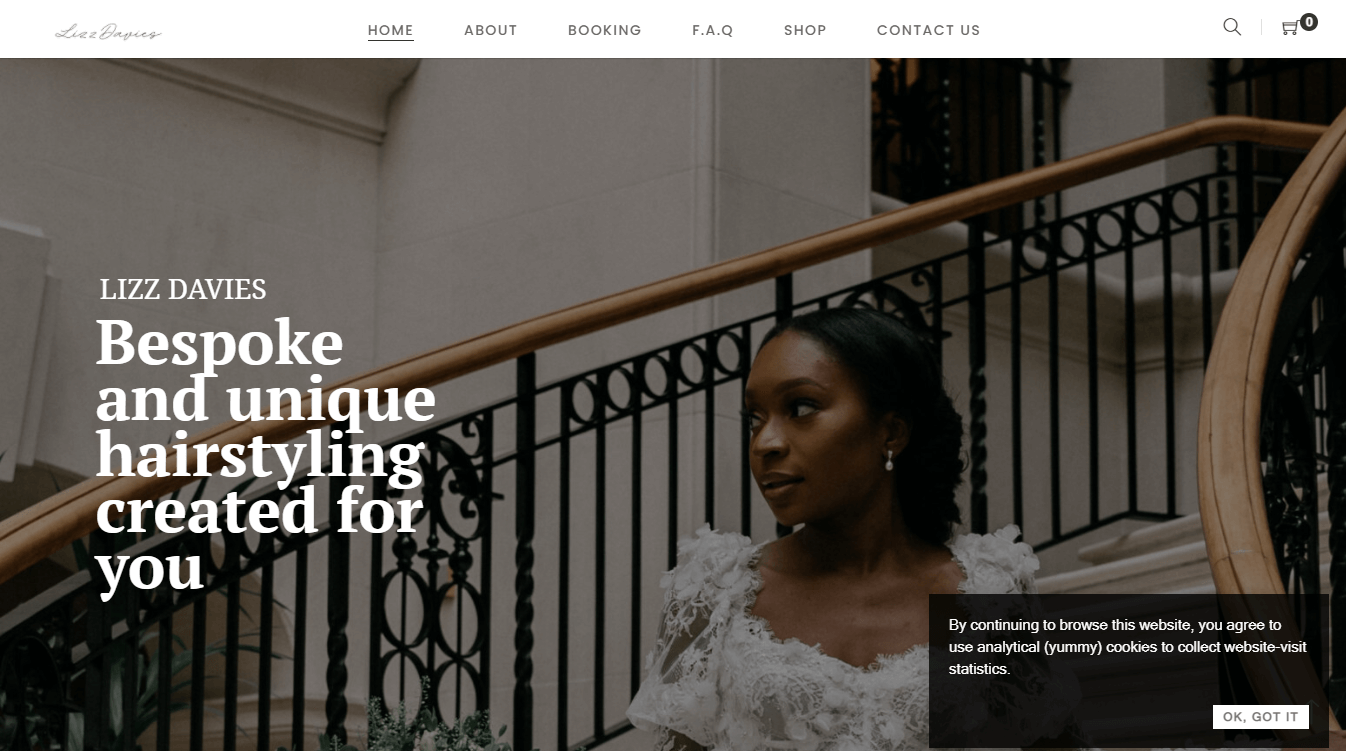 Lizz Davies
HOME
ABOUT
BOOKING
F.A.Q
SHOP
CONTACT US
0
LIZZ DAVIES
Bespoke
and unique
hairstyling
created for
you
By continuing to browse this website, you agree to
use analytical (yummy) cookies to collect website-visit
statistics.
OK, GOT IT